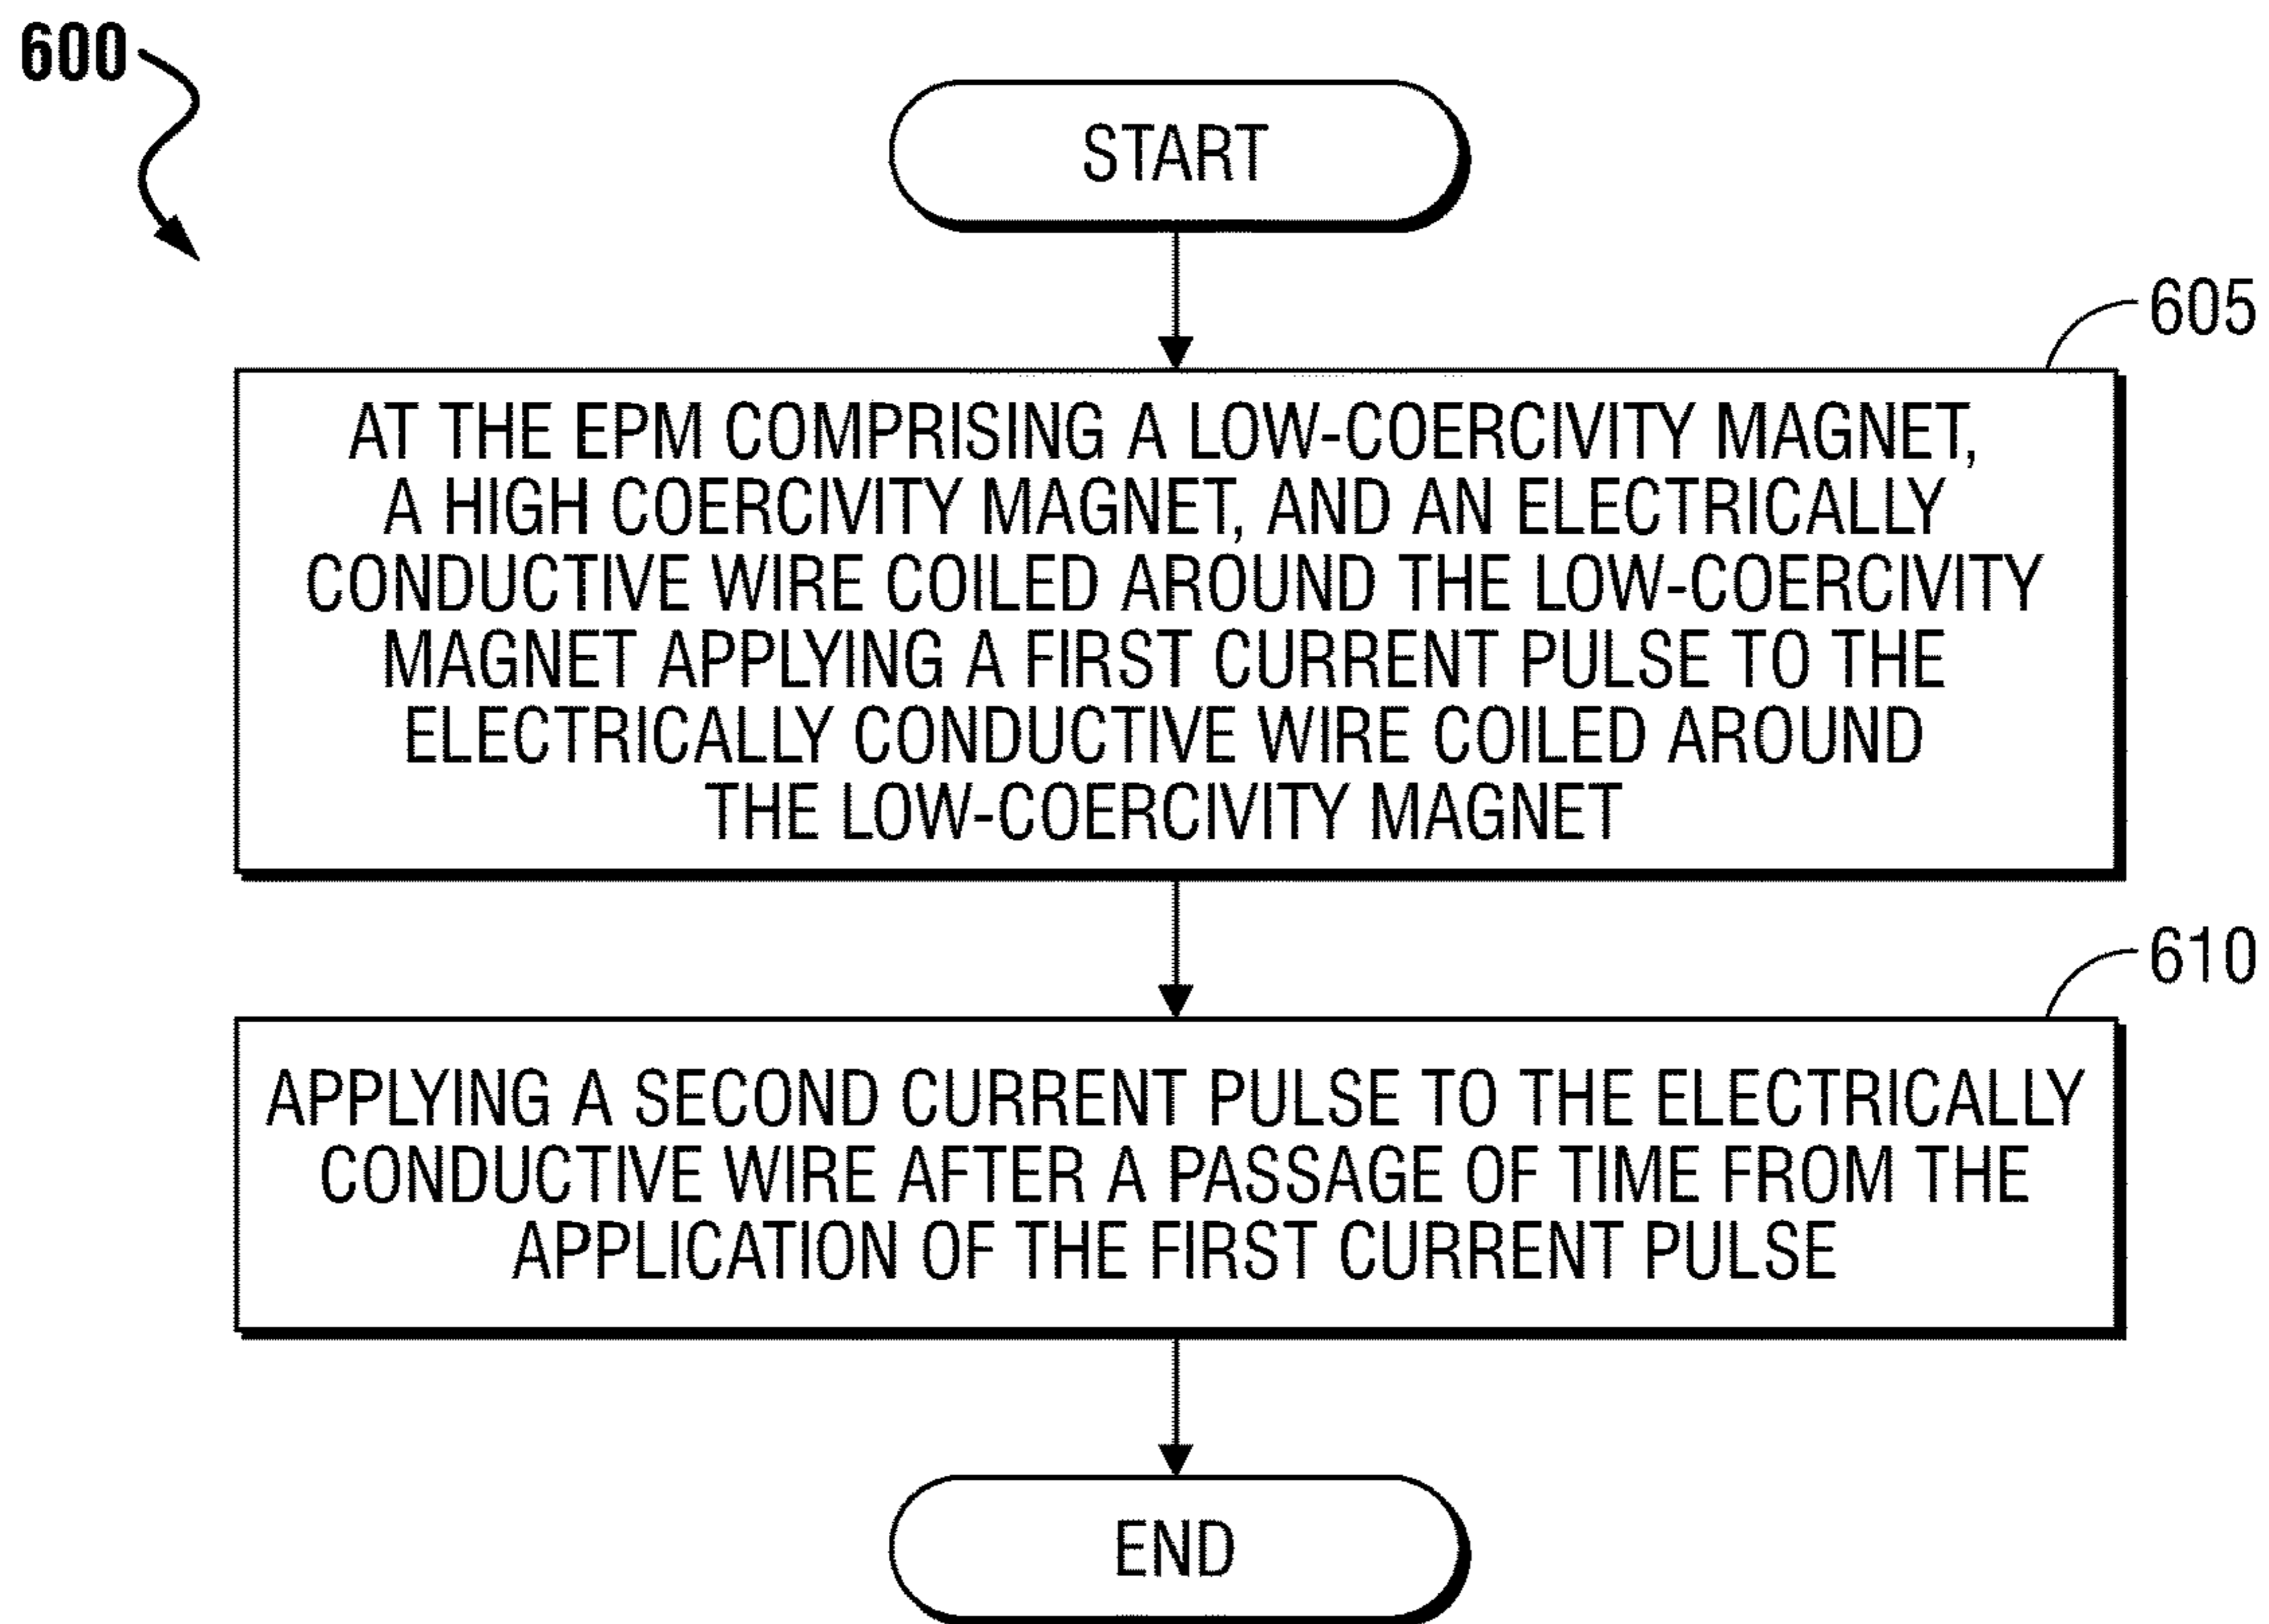 600
START
605
AT THE EPM COMPRISING A LOW-COERCIVITY MAGNET,
A HIGH COERCIVITY MAGNET, AND AN ELECTRICALLY
CONDUCTIVE WIRE COILED AROUND THE LOW-COERCIVITY
MAGNET APPLYING A FIRST CURRENT PULSE TO THE
ELECTRICALLY CONDUCTIVE WIRE COILED AROUND
THE LOW-COERCIVITY MAGNET
610
APPLYING A SECOND CURRENT PULSE TO THE ELECTRICALLY
CONDUCTIVE WIRE AFTER A PASSAGE OF TIME FROM THE
APPLICATION OF THE FIRST CURRENT PULSE
END